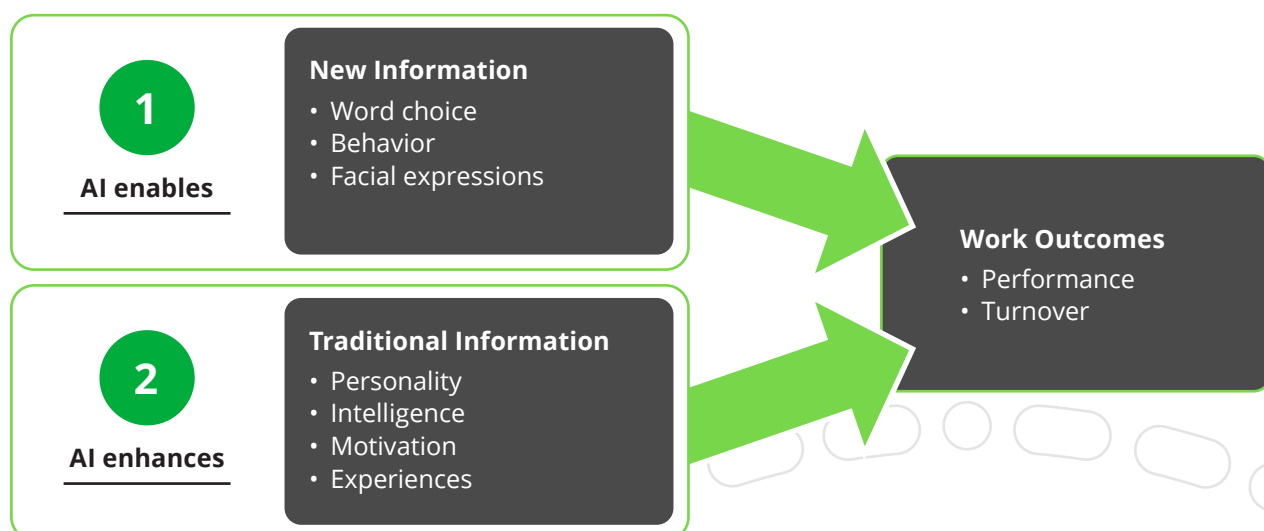 1
AI enables
New Information
• Word choice
• Behavior
• Facial expressions
2
AI enhances
Traditional Information
• Personality
• Intelligence
• Motivation
• Experiences
Work Outcomes
• Performance
• Turnover